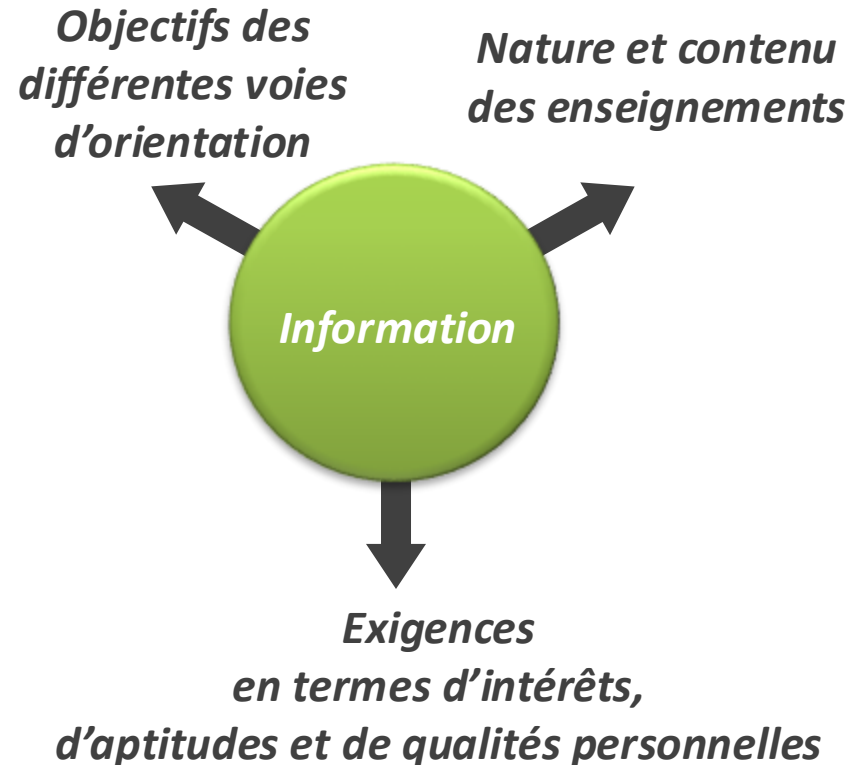 Objectifs des
différentes voies
d’orientation
Nature et contenu
des enseignements
Information
Exigences
en termes d’intérêts,
d’aptitudes et de qualités personnelles